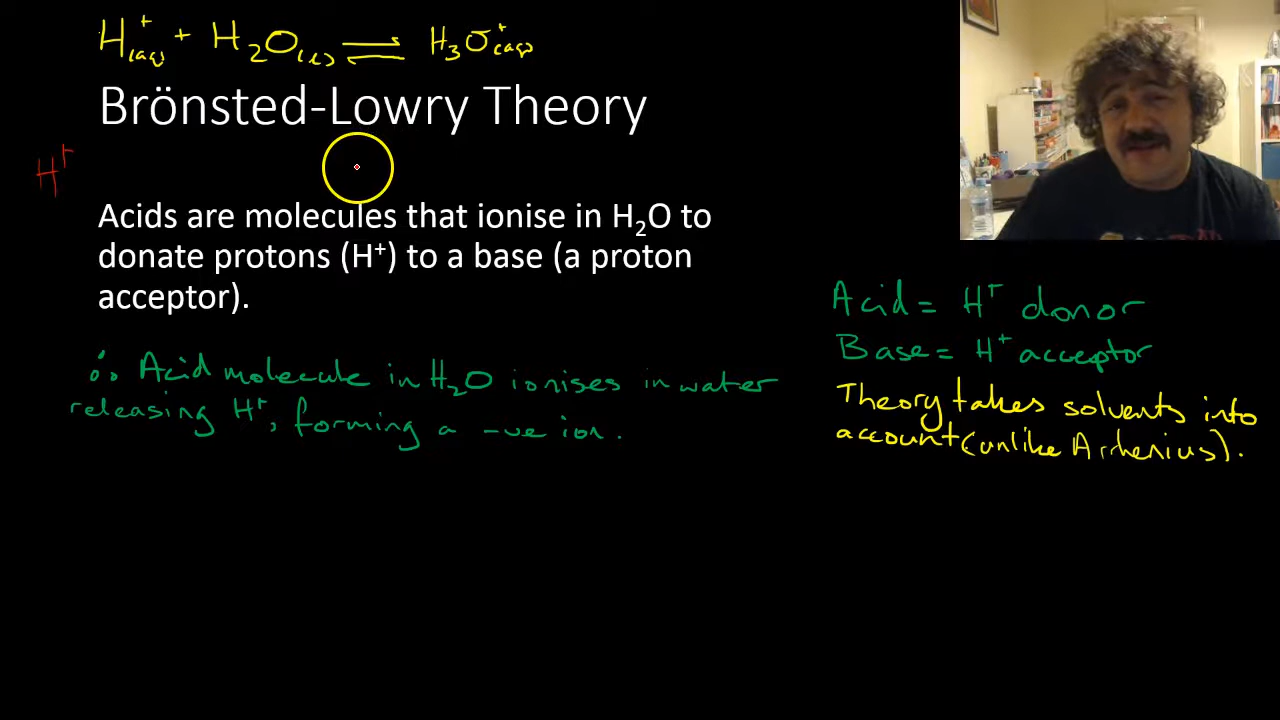 H⁺(aq) + H₂O(l) ⇌ H₃O⁺(aq)
Brönsted-Lowry Theory
H⁺
Acids are molecules that ionise in H₂O to
donate protons (H⁺) to a base (a proton
acceptor).
∴ Acid molecule in H₂O ionises in water
releasing H⁺, forming a -ve ion.
Acid = H⁺ donor
Base = H⁺ acceptor
Theory takes solvents into
account (unlike Arrhenius).